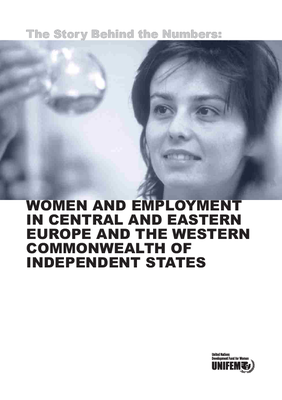 The Story Behind the Numbers:
WOMEN AND EMPLOYMENT
IN CENTRAL AND EASTERN
EUROPE AND THE WESTERN
COMMONWEALTH OF
INDEPENDENT STATES
United Nations
Development Fund for Women
UNIFEM